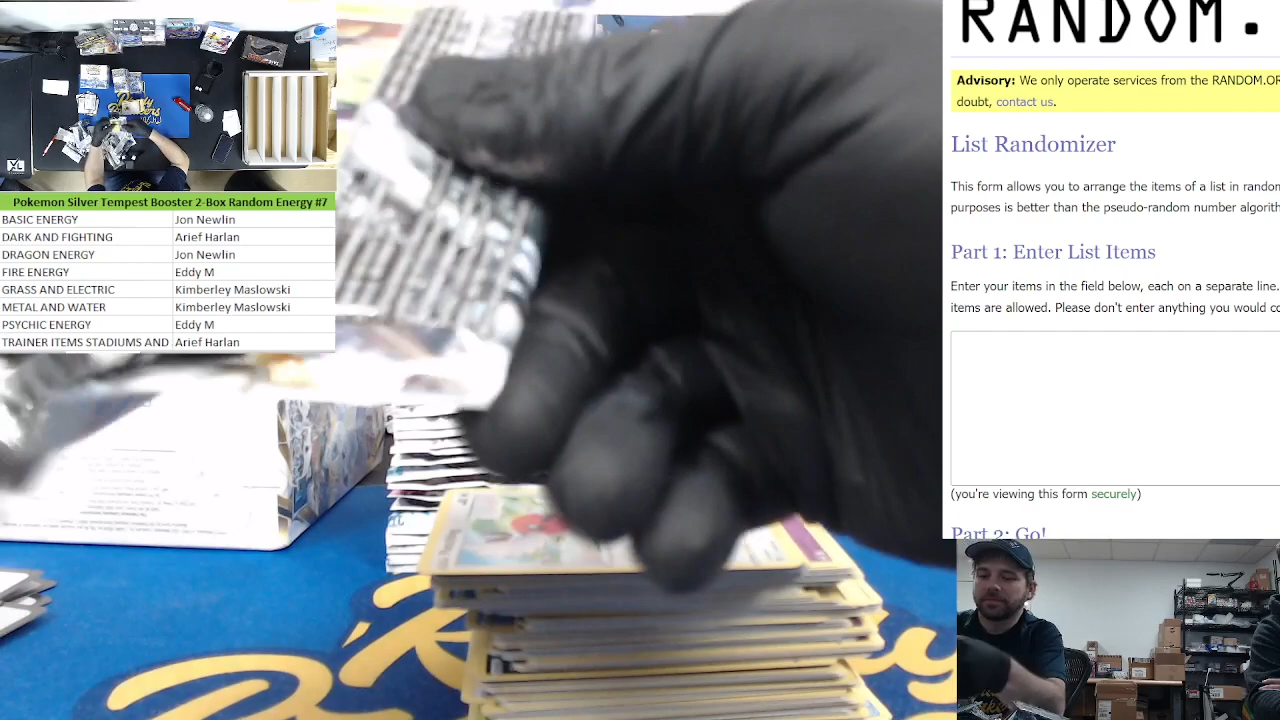 Pokemon Silver Tempest Booster 2-Box Random Energy #7
BASIC ENERGY Jon Newlin
DARK AND FIGHTING Arief Harlan
DRAGON ENERGY Jon Newlin
FIRE ENERGY Eddy M
GRASS AND ELECTRIC Kimberley Maslowski
METAL AND WATER Kimberley Maslowski
PSYCHIC ENERGY Eddy M
TRAINER ITEMS STADIUMS AND Arief Harlan
RANDOM.
Advisory: We only operate services from the RANDOM.OR
doubt, contact us.
List Randomizer
This form allows you to arrange the items of a list in rando
purposes is better than the pseudo-random number algorith
Part 1: Enter List Items
Enter your items in the field below, each on a separate line.
items are allowed. Please don't enter anything you would co
(you're viewing this form securely)
Part 2: Go!